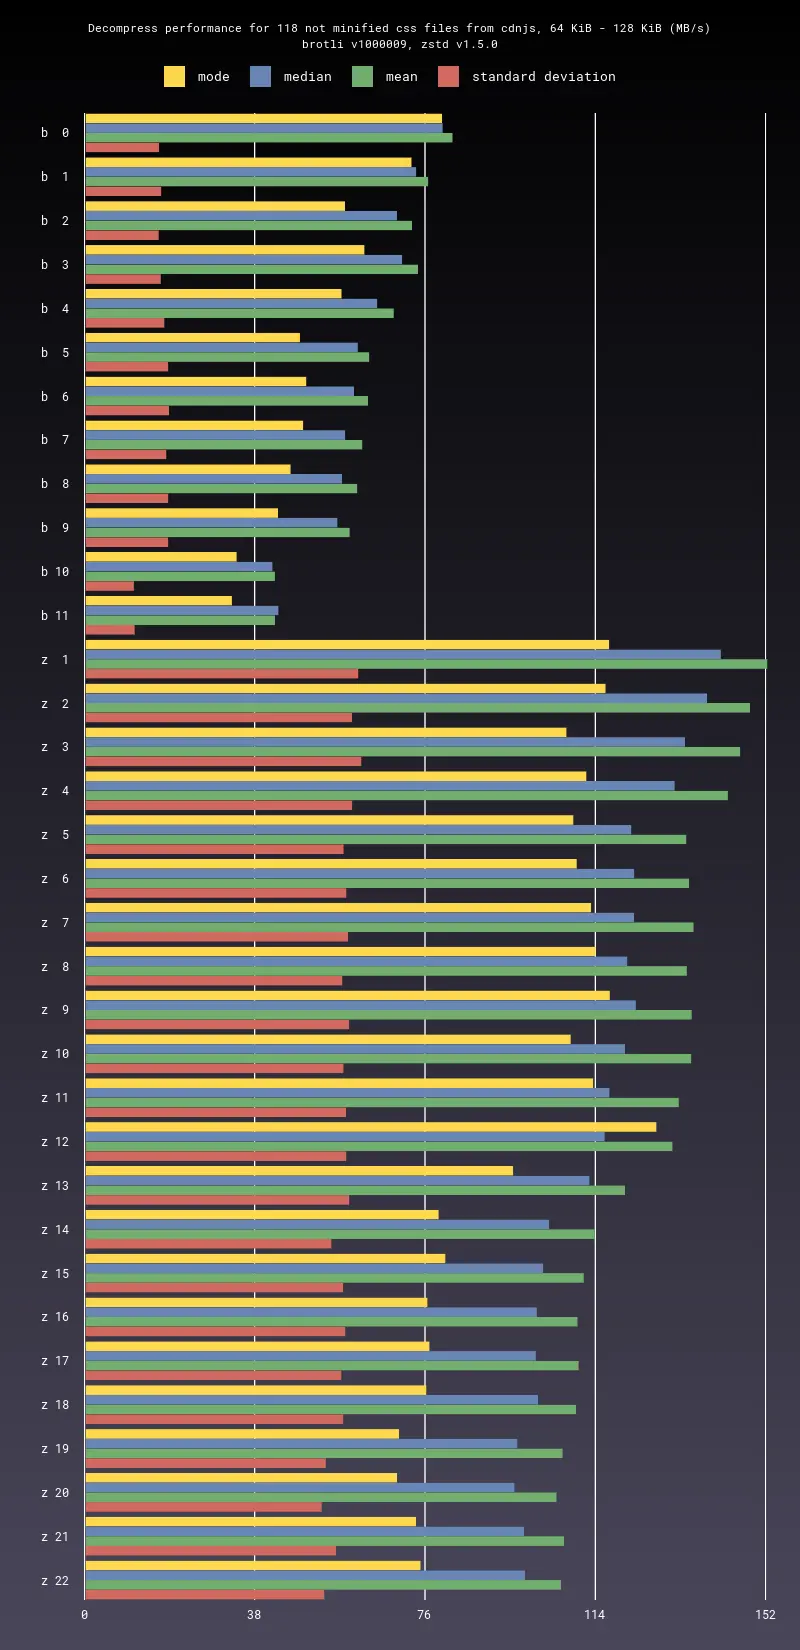 Decompress performance for 118 not minified css files from cdnjs, 64 KiB - 128 KiB (MB/s)
brotli v1000009, zstd v1.5.0
mode median mean standard deviation
b 0
b 1
b 2
b 3
b 4
b 5
b 6
b 7
b 8
b 9
b 10
b 11
z 1
z 2
z 3
z 4
z 5
z 6
z 7
z 8
z 9
z 10
z 11
z 12
z 13
z 14
z 15
z 16
z 17
z 18
z 19
z 20
z 21
z 22
0 38 76 114 152